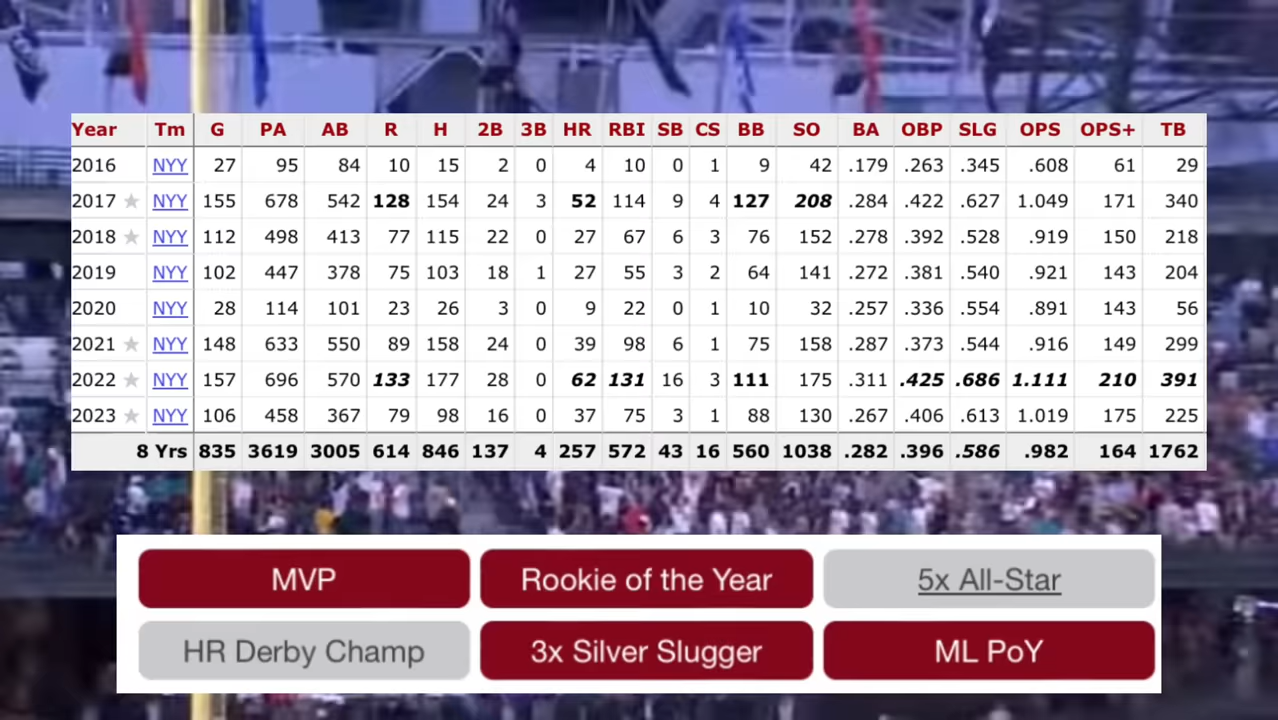 Year Tm G PA AB R H 2B 3B HR RBI SB CS BB SO BA OBP SLG OPS OPS+ TB
2016 NYY 27 95 84 10 15 2 0 4 10 0 1 9 42 .179 .263 .345 .608 61 29
2017 ★ NYY 155 678 542 128 154 24 3 52 114 9 4 127 208 .284 .422 .627 1.049 171 340
2018 ★ NYY 112 498 413 77 115 22 0 27 67 6 3 76 152 .278 .392 .528 .919 150 218
2019 NYY 102 447 378 75 103 18 1 27 55 3 2 64 141 .272 .381 .540 .921 143 204
2020 NYY 28 114 101 23 26 3 0 9 22 0 1 10 32 .257 .336 .554 .891 143 56
2021 ★ NYY 148 633 550 89 158 24 0 39 98 6 1 75 158 .287 .373 .544 .916 149 299
2022 ★ NYY 157 696 570 133 177 28 0 62 131 16 3 111 175 .311 .425 .686 1.111 210 391
2023 ★ NYY 106 458 367 79 98 16 0 37 75 3 1 88 130 .267 .406 .613 1.019 175 225
8 Yrs 835 3619 3005 614 846 137 4 257 572 43 16 560 1038 .282 .396 .586 .982 164 1762
MVP Rookie of the Year 5x All-Star
HR Derby Champ 3x Silver Slugger ML PoY